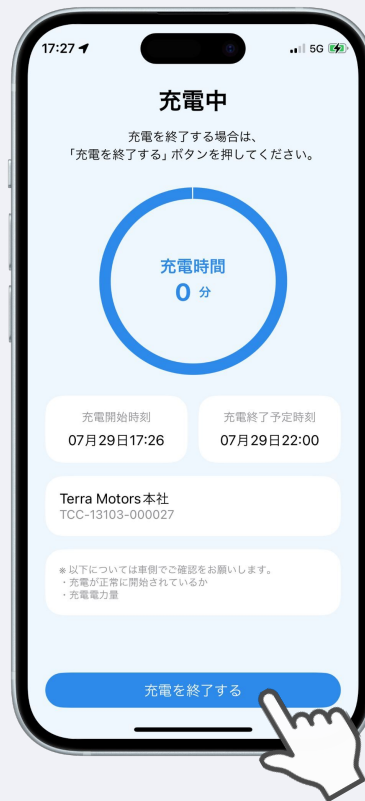 17:27
5G
充電中
充電を終了する場合は、
「充電を終了する」ボタンを押してください。
充電時間
0 分
充電開始時刻
07月29日17:26
充電終了予定時刻
07月29日22:00
Terra Motors本社
TCC-13103-000027
※以下については車側でご確認をお願いします。
・充電が正常に開始されているか
・充電電力量
充電を終了する